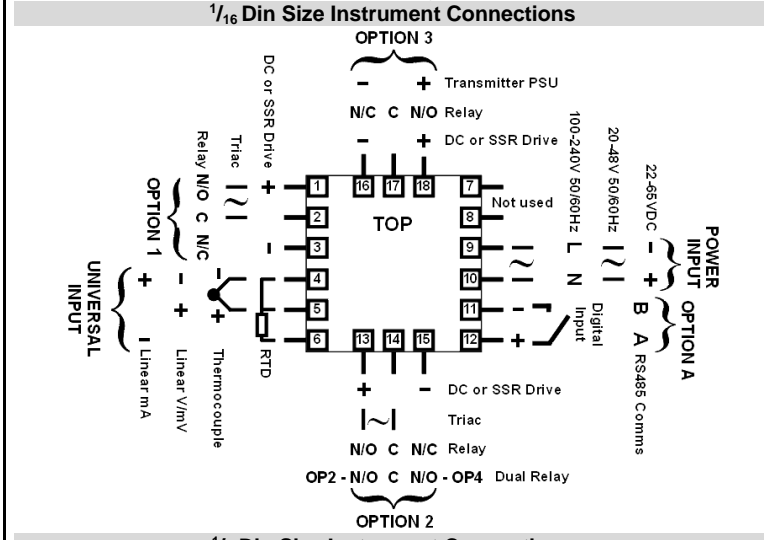 1/16 Din Size Instrument Connections
OPTION 3
− + Transmitter PSU
N/C C N/O Relay
− + DC or SSR Drive
DC or SSR Drive
+ −
Triac
Relay N/O C N/C
OPTION 1
16 17 18
TOP
1
2
3
4
5
6
7
8
9
10
11
12
13 14 15
Not used
L N
100-240V 50/60Hz
20-48V 50/60Hz
22-65VDC
− +
POWER INPUT
− +
Digital Input
B A RS485 Comms
OPTION A
UNIVERSAL INPUT
+ − Linear mA
− + Linear V/mV
− + Thermocouple
RTD
+ − DC or SSR Drive
Triac
N/O C N/C Relay
OP2 - N/O C N/O - OP4 Dual Relay
OPTION 2